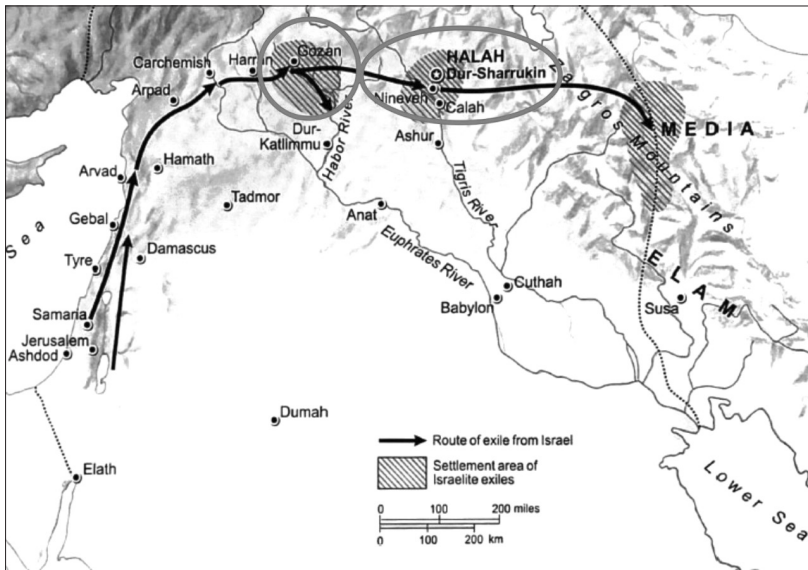 Carchemish
Harran
Gozan
HALAH
Dur-Sharrukin
Zagros Mountains
Arpad
Nineveh
Calah
MEDIA
Dur-
Katlimmu
Habor River
Ashur
Arvad
Hamath
Tigris River
Tadmor
Anat
Gebal
Sea
Damascus
Euphrates River
Tyre
ELAM
Cuthah
Babylon
Susa
Samaria
Jerusalem
Ashdod
Dumah
Route of exile from Israel
Settlement area of
Israelite exiles
Elath
0 100 200 miles
0 100 200 km
Lower Sea